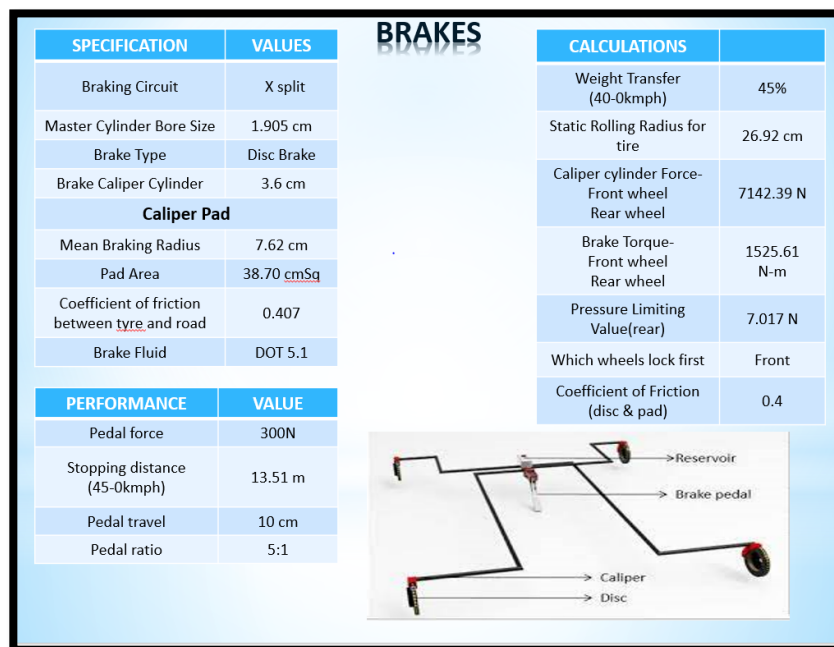 BRAKES
SPECIFICATION VALUES
Braking Circuit X split
Master Cylinder Bore Size 1.905 cm
Brake Type Disc Brake
Brake Caliper Cylinder 3.6 cm
Caliper Pad
Mean Braking Radius 7.62 cm
Pad Area 38.70 cmSq
Coefficient of friction
between tyre and road 0.407
Brake Fluid DOT 5.1
PERFORMANCE VALUE
Pedal force 300N
Stopping distance
(45-0kmph) 13.51 m
Pedal travel 10 cm
Pedal ratio 5:1
CALCULATIONS
Weight Transfer
(40-0kmph) 45%
Static Rolling Radius for
tire 26.92 cm
Caliper cylinder Force-
Front wheel 7142.39 N
Rear wheel
Brake Torque- 1525.61
Front wheel N-m
Rear wheel
Pressure Limiting
Value(rear) 7.017 N
Which wheels lock first Front
Coefficient of Friction
(disc & pad) 0.4
Reservoir
Brake pedal
Caliper
Disc